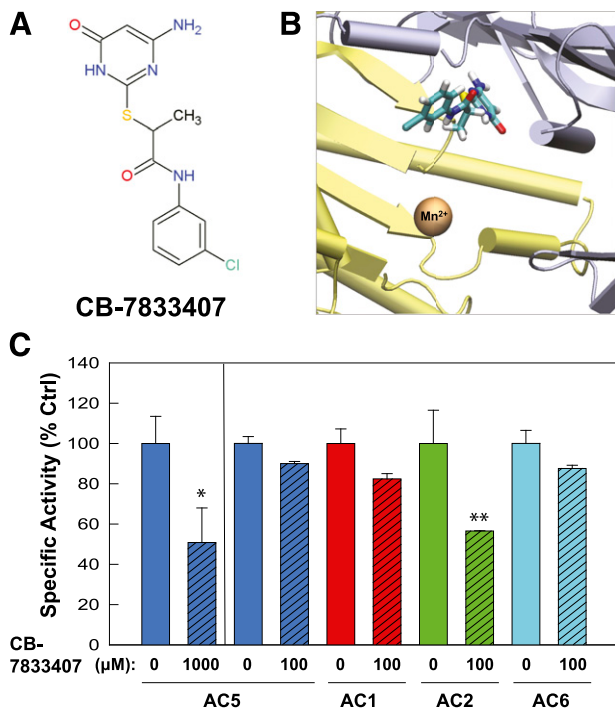 A
O
NH₂
HN
N
S
CH₃
O
NH
Cl
CB-7833407
B
Mn²⁺
C
Specific Activity (% Ctrl)
140
120
100
80
60
40
20
0
*
**
CB-
7833407 (µM): 0 1000 0 100 0 100 0 100 0 100
AC5 AC1 AC2 AC6